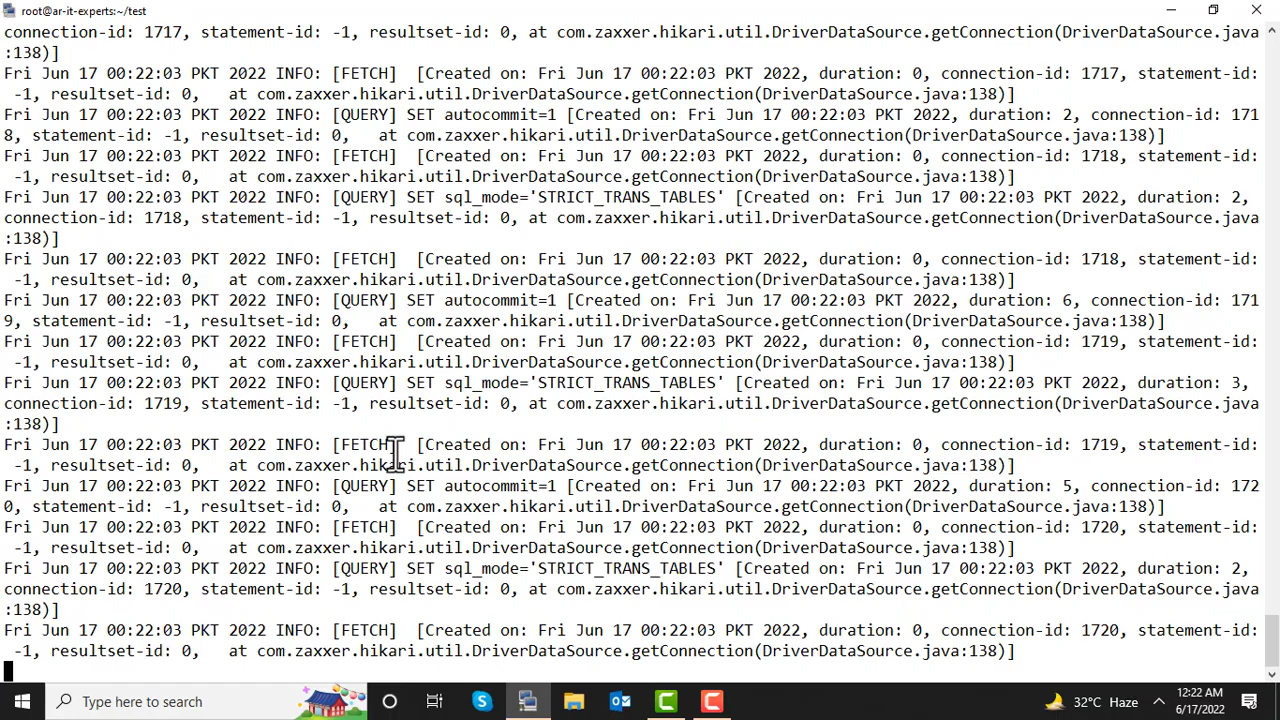 root@ar-it-experts:~/test
connection-id: 1717, statement-id: -1, resultset-id: 0, at com.zaxxer.hikari.util.DriverDataSource.getConnection(DriverDataSource.java
:138)]
Fri Jun 17 00:22:03 PKT 2022 INFO: [FETCH]  [Created on: Fri Jun 17 00:22:03 PKT 2022, duration: 0, connection-id: 1717, statement-id:
 -1, resultset-id: 0,   at com.zaxxer.hikari.util.DriverDataSource.getConnection(DriverDataSource.java:138)]
Fri Jun 17 00:22:03 PKT 2022 INFO: [QUERY] SET autocommit=1 [Created on: Fri Jun 17 00:22:03 PKT 2022, duration: 2, connection-id: 171
8, statement-id: -1, resultset-id: 0,   at com.zaxxer.hikari.util.DriverDataSource.getConnection(DriverDataSource.java:138)]
Fri Jun 17 00:22:03 PKT 2022 INFO: [FETCH]  [Created on: Fri Jun 17 00:22:03 PKT 2022, duration: 0, connection-id: 1718, statement-id:
 -1, resultset-id: 0,   at com.zaxxer.hikari.util.DriverDataSource.getConnection(DriverDataSource.java:138)]
Fri Jun 17 00:22:03 PKT 2022 INFO: [QUERY] SET sql_mode='STRICT_TRANS_TABLES' [Created on: Fri Jun 17 00:22:03 PKT 2022, duration: 2,
connection-id: 1718, statement-id: -1, resultset-id: 0, at com.zaxxer.hikari.util.DriverDataSource.getConnection(DriverDataSource.java
:138)]
Fri Jun 17 00:22:03 PKT 2022 INFO: [FETCH]  [Created on: Fri Jun 17 00:22:03 PKT 2022, duration: 0, connection-id: 1718, statement-id:
 -1, resultset-id: 0,   at com.zaxxer.hikari.util.DriverDataSource.getConnection(DriverDataSource.java:138)]
Fri Jun 17 00:22:03 PKT 2022 INFO: [QUERY] SET autocommit=1 [Created on: Fri Jun 17 00:22:03 PKT 2022, duration: 6, connection-id: 171
9, statement-id: -1, resultset-id: 0,   at com.zaxxer.hikari.util.DriverDataSource.getConnection(DriverDataSource.java:138)]
Fri Jun 17 00:22:03 PKT 2022 INFO: [FETCH]  [Created on: Fri Jun 17 00:22:03 PKT 2022, duration: 0, connection-id: 1719, statement-id:
 -1, resultset-id: 0,   at com.zaxxer.hikari.util.DriverDataSource.getConnection(DriverDataSource.java:138)]
Fri Jun 17 00:22:03 PKT 2022 INFO: [QUERY] SET sql_mode='STRICT_TRANS_TABLES' [Created on: Fri Jun 17 00:22:03 PKT 2022, duration: 3,
connection-id: 1719, statement-id: -1, resultset-id: 0, at com.zaxxer.hikari.util.DriverDataSource.getConnection(DriverDataSource.java
:138)]
Fri Jun 17 00:22:03 PKT 2022 INFO: [FETCH]  [Created on: Fri Jun 17 00:22:03 PKT 2022, duration: 0, connection-id: 1719, statement-id:
 -1, resultset-id: 0,   at com.zaxxer.hikari.util.DriverDataSource.getConnection(DriverDataSource.java:138)]
Fri Jun 17 00:22:03 PKT 2022 INFO: [QUERY] SET autocommit=1 [Created on: Fri Jun 17 00:22:03 PKT 2022, duration: 5, connection-id: 172
0, statement-id: -1, resultset-id: 0,   at com.zaxxer.hikari.util.DriverDataSource.getConnection(DriverDataSource.java:138)]
Fri Jun 17 00:22:03 PKT 2022 INFO: [FETCH]  [Created on: Fri Jun 17 00:22:03 PKT 2022, duration: 0, connection-id: 1720, statement-id:
 -1, resultset-id: 0,   at com.zaxxer.hikari.util.DriverDataSource.getConnection(DriverDataSource.java:138)]
Fri Jun 17 00:22:03 PKT 2022 INFO: [QUERY] SET sql_mode='STRICT_TRANS_TABLES' [Created on: Fri Jun 17 00:22:03 PKT 2022, duration: 2,
connection-id: 1720, statement-id: -1, resultset-id: 0, at com.zaxxer.hikari.util.DriverDataSource.getConnection(DriverDataSource.java
:138)]
Fri Jun 17 00:22:03 PKT 2022 INFO: [FETCH]  [Created on: Fri Jun 17 00:22:03 PKT 2022, duration: 0, connection-id: 1720, statement-id:
 -1, resultset-id: 0,   at com.zaxxer.hikari.util.DriverDataSource.getConnection(DriverDataSource.java:138)]
Type here to search
32°C Haze
12:22 AM
6/17/2022